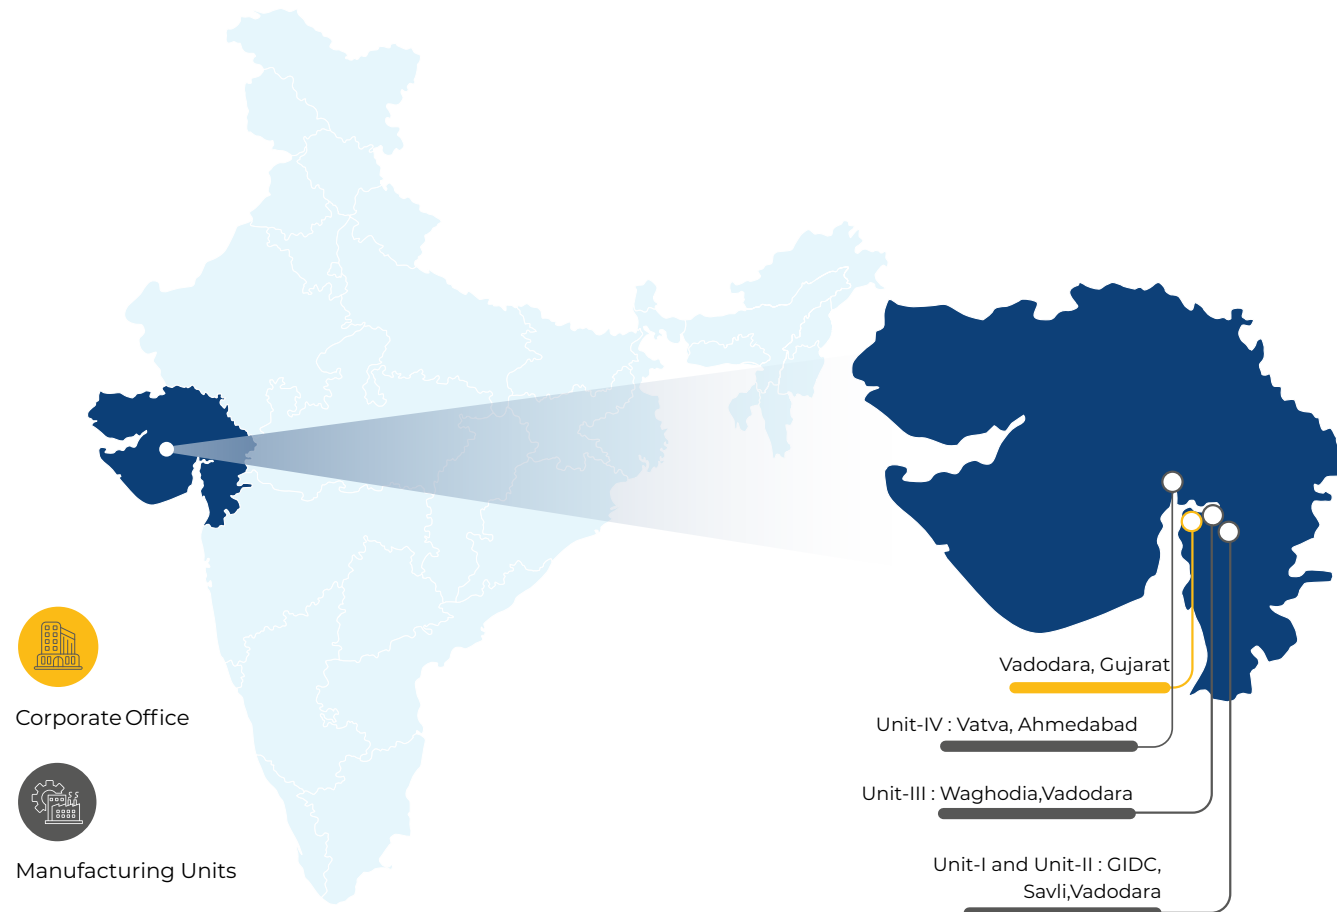 Corporate Office
Manufacturing Units
Vadodara, Gujarat
Unit-IV : Vatva, Ahmedabad
Unit-III : Waghodia,Vadodara
Unit-I and Unit-II : GIDC,
Savli,Vadodara